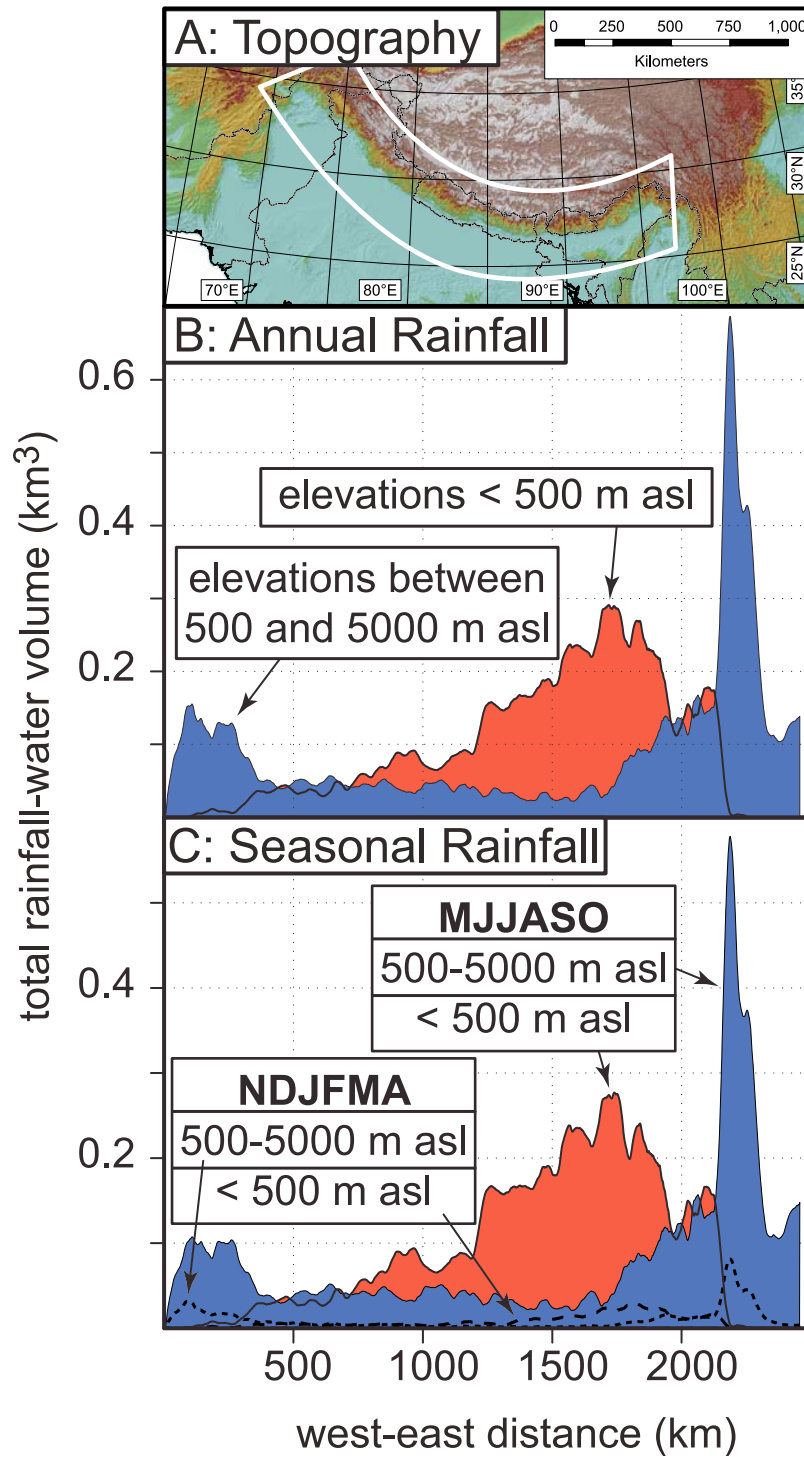 A: Topography
0 250 500 750 1,000
Kilometers
35°N
30°N
25°N
70°E 80°E 90°E 100°E
B: Annual Rainfall
total rainfall-water volume (km³)
0.6
0.4
0.2
elevations < 500 m asl
elevations between
500 and 5000 m asl
C: Seasonal Rainfall
0.4
0.2
MJJASO
500-5000 m asl
< 500 m asl
NDJFMA
500-5000 m asl
< 500 m asl
500 1000 1500 2000
west-east distance (km)